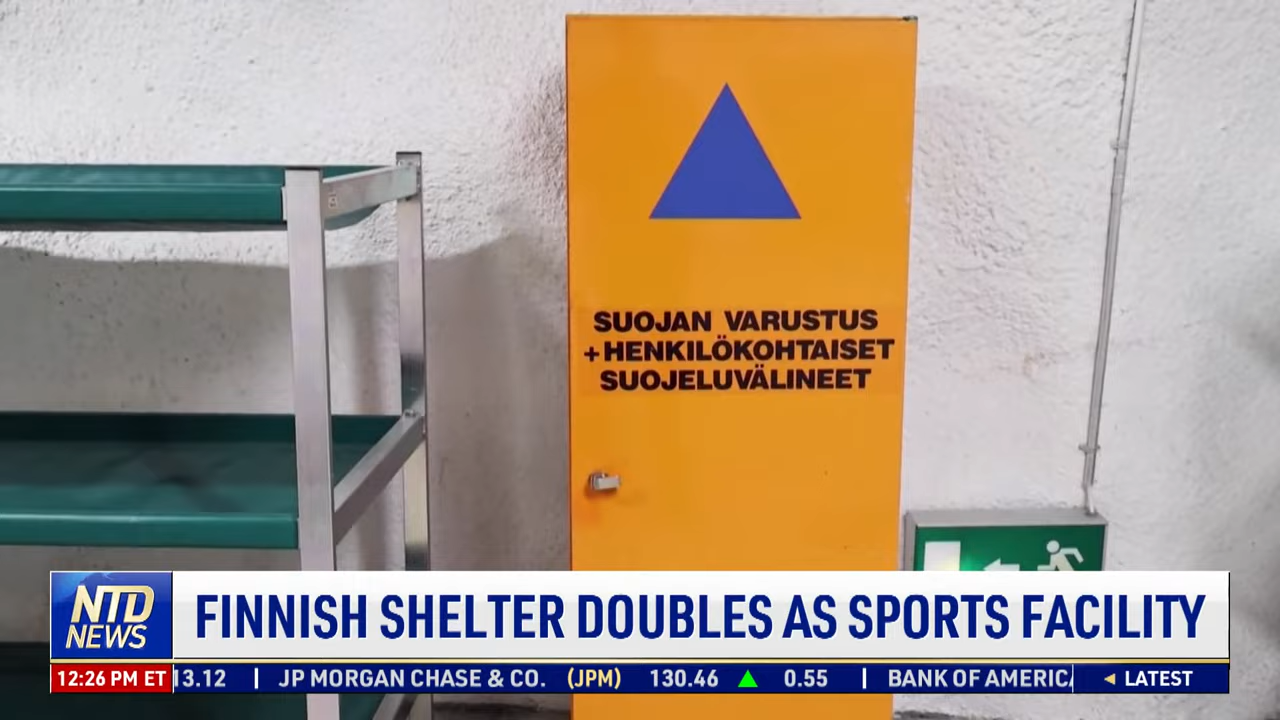 SUOJAN VARUSTUS
+HENKILÖKOHTAISET
SUOJELUVÄLINEET
NTD
NEWS
FINNISH SHELTER DOUBLES AS SPORTS FACILITY
12:26 PM ET
13.12 | JP MORGAN CHASE & CO. (JPM) 130.46 ▲ 0.55 | BANK OF AMERICA
◄ LATEST